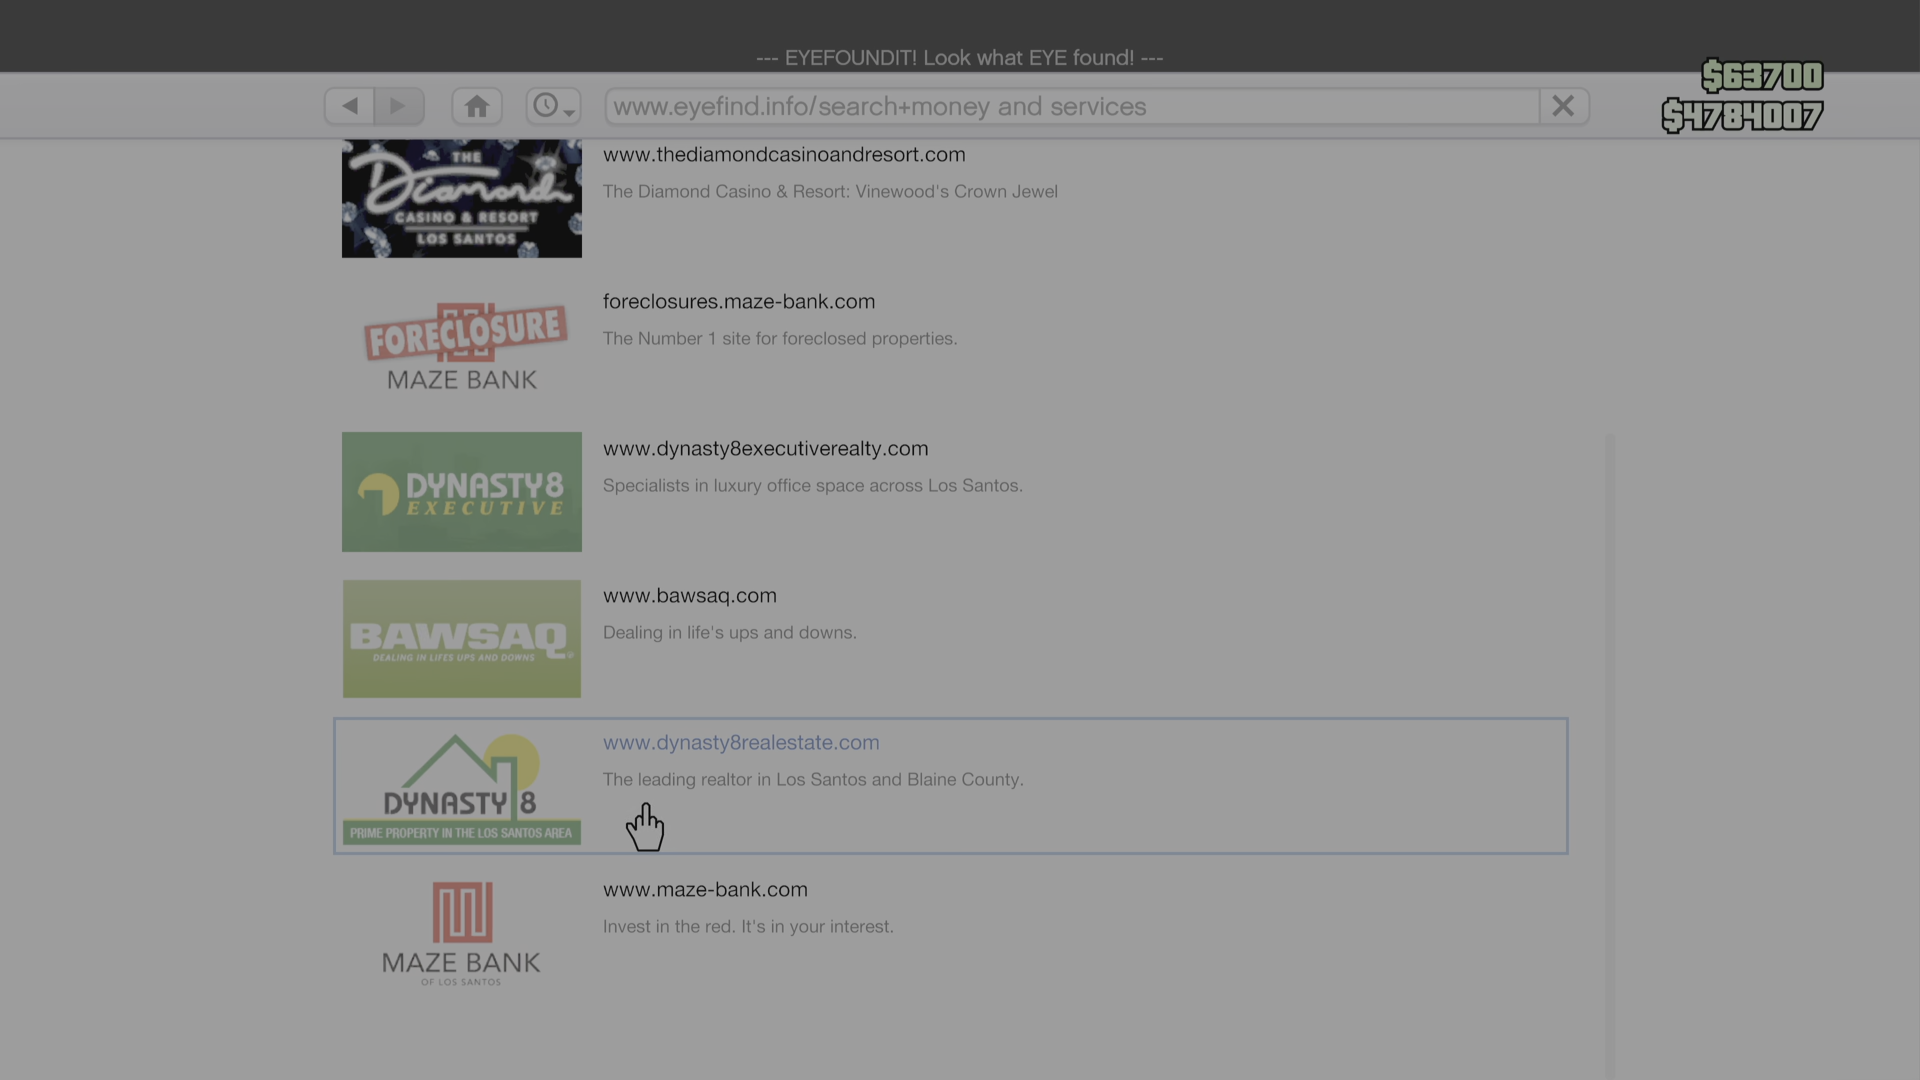 --- EYEFOUNDIT! Look what EYE found! ---
$63700
www.eyefind.info/search+money and services
$4784007
THE
Diamond
CASINO & RESORT
LOS SANTOS
www.thediamondcasinoandresort.com
The Diamond Casino & Resort: Vinewood's Crown Jewel
FORECLOSURE
MAZE BANK
foreclosures.maze-bank.com
The Number 1 site for foreclosed properties.
DYNASTY8
EXECUTIVE
www.dynasty8executiverealty.com
Specialists in luxury office space across Los Santos.
BAWSAQ
DEALING IN LIFES UPS AND DOWNS
www.bawsaq.com
Dealing in life's ups and downs.
DYNASTY 8
PRIME PROPERTY IN THE LOS SANTOS AREA
www.dynasty8realestate.com
The leading realtor in Los Santos and Blaine County.
MAZE BANK
OF LOS SANTOS
www.maze-bank.com
Invest in the red. It's in your interest.